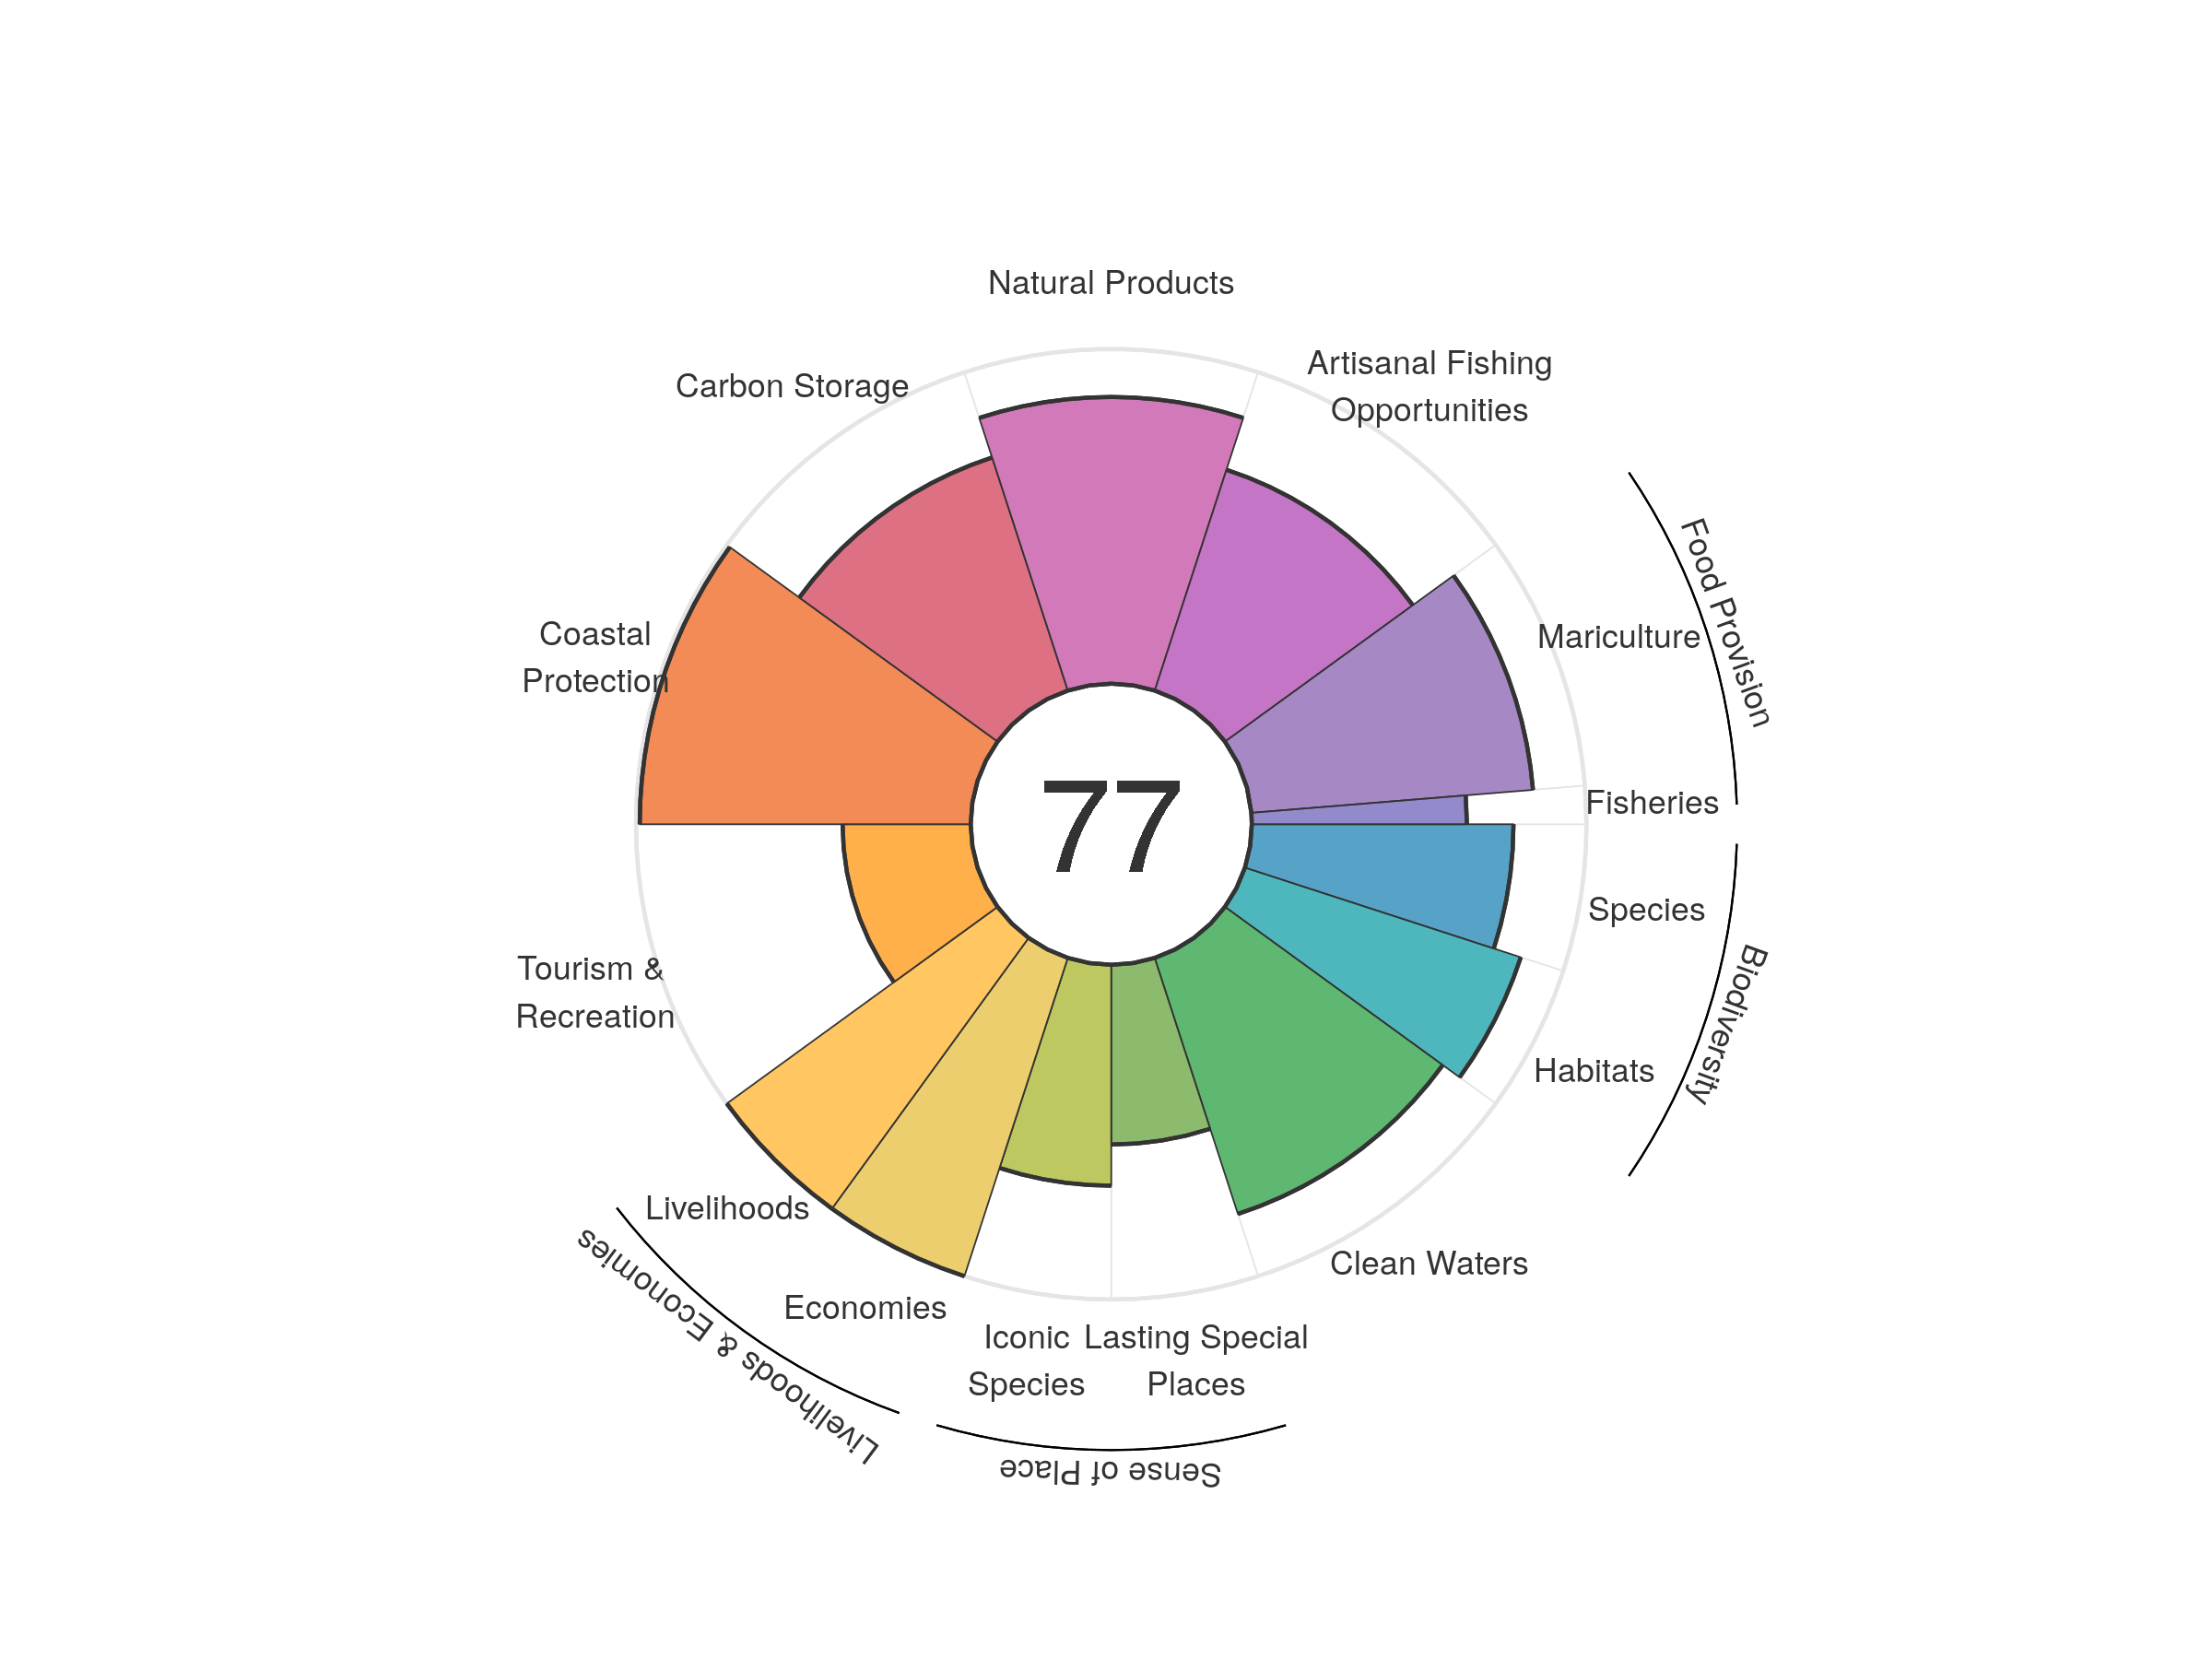 Natural Products
Artisanal Fishing
Opportunities
Carbon Storage
Food Provision
Coastal
Protection
Mariculture
77
Fisheries
Species
Biodiversity
Tourism &
Recreation
Habitats
Livelihoods
Clean Waters
Economies
Livelihoods & Economies
Iconic
Species
Lasting Special
Places
Sense of Place